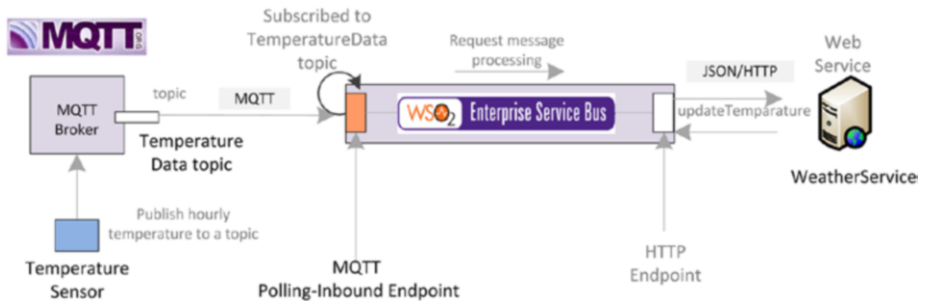 MQTT
.ORG
Subscribed to
TemperatureData
topic
Request message
processing
Web
Service
MQTT
Broker
topic
MQTT
WSO2 Enterprise Service Bus
JSON/HTTP
updateTemparature
Temperature
Data topic
WeatherService
Publish hourly
temperature to a topic
Temperature
Sensor
MQTT
Polling-Inbound Endpoint
HTTP
Endpoint